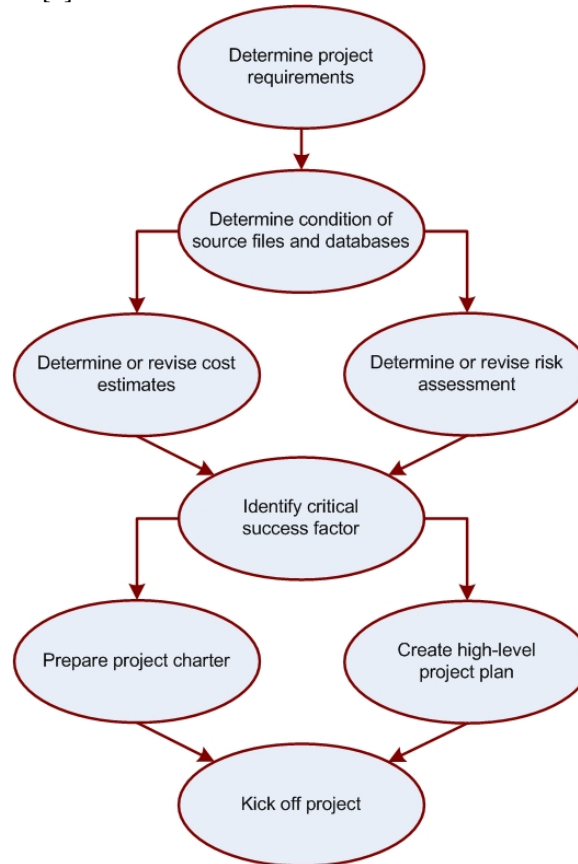 Determine project
requirements
Determine condition of
source files and databases
Determine or revise cost
estimates
Determine or revise risk
assessment
Identify critical
success factor
Prepare project charter
Create high-level
project plan
Kick off project